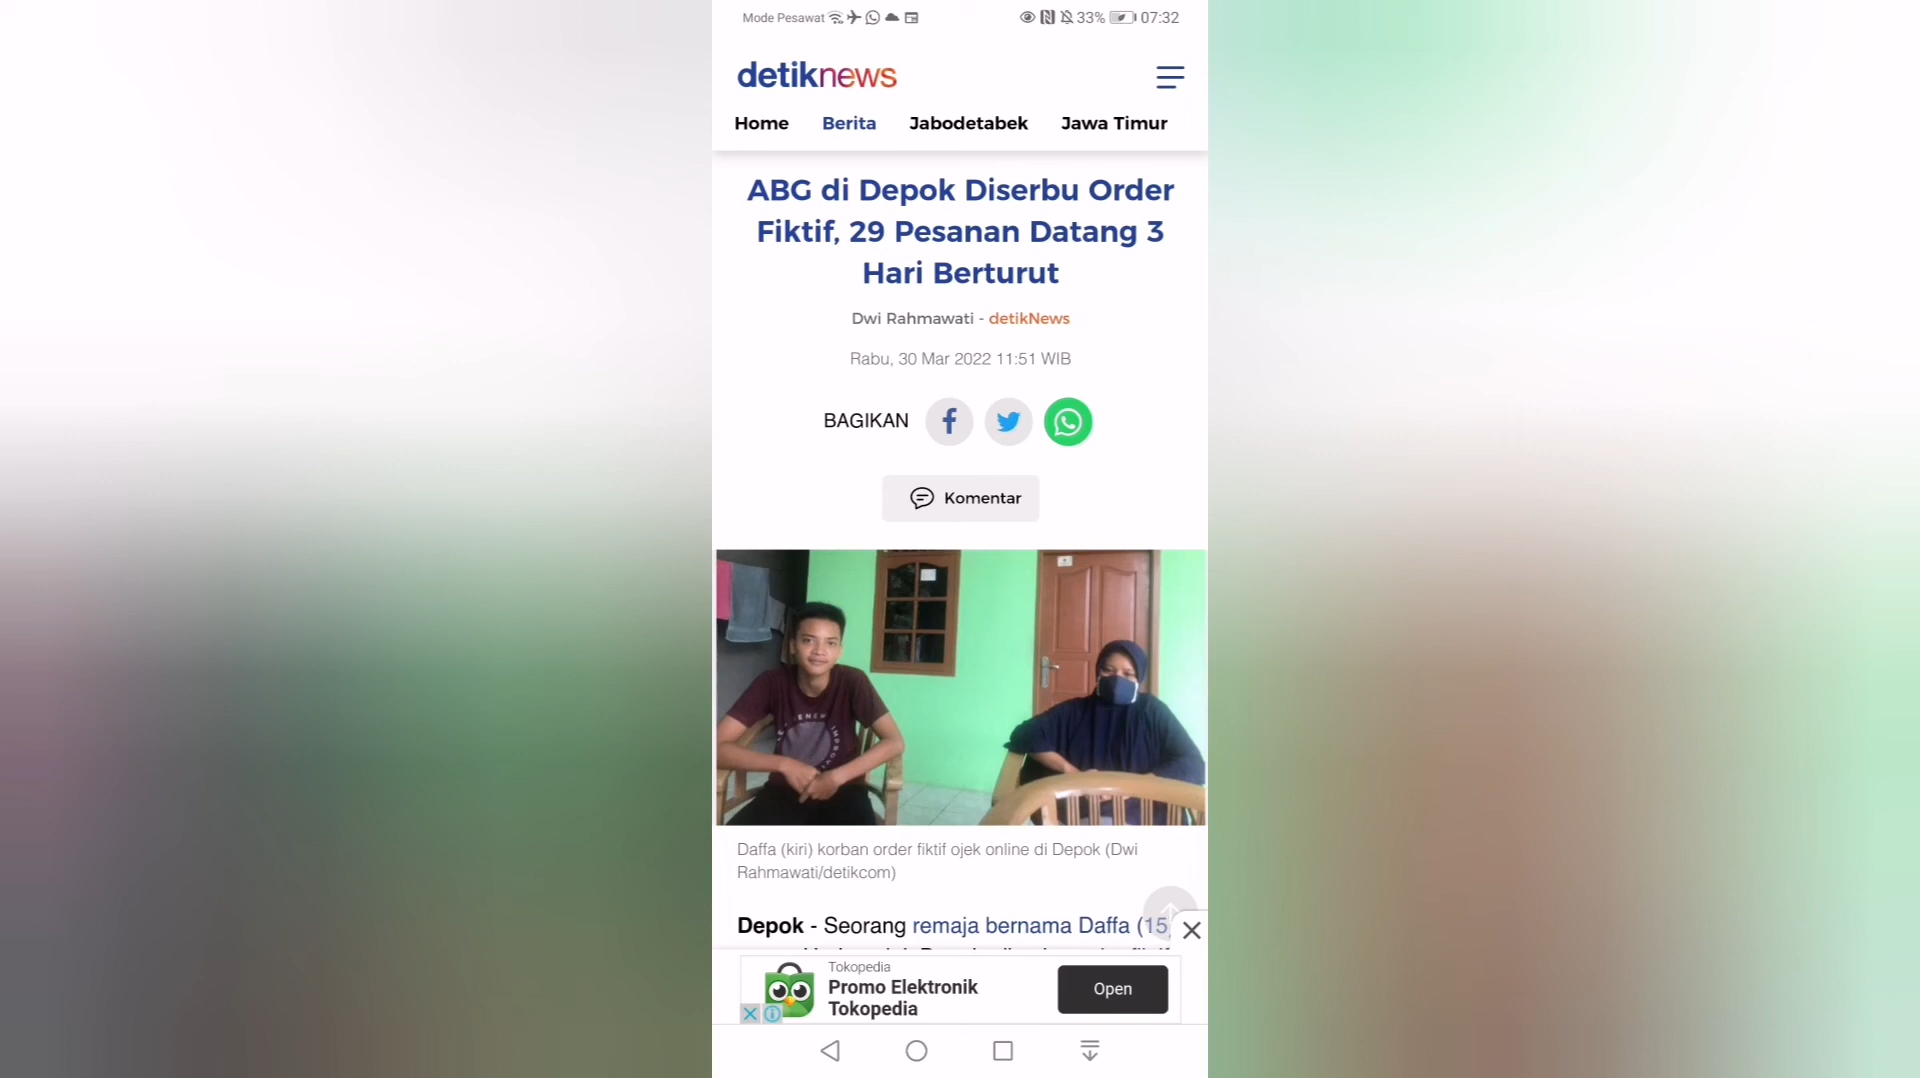 Mode Pesawat 33% 07:32
detiknews
Home Berita Jabodetabek Jawa Timur
ABG di Depok Diserbu Order
Fiktif, 29 Pesanan Datang 3
Hari Berturut
Dwi Rahmawati - detikNews
Rabu, 30 Mar 2022 11:51 WIB
BAGIKAN
Komentar
Daffa (kiri) korban order fiktif ojek online di Depok (Dwi
Rahmawati/detikcom)
Depok - Seorang remaja bernama Daffa (15
Tokopedia
Promo Elektronik
Tokopedia
Open